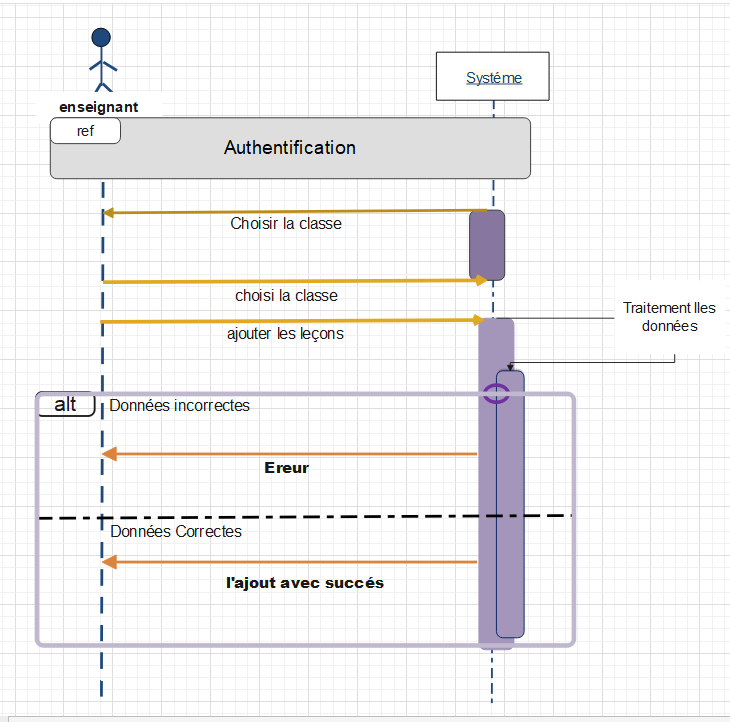 Systéme
enseignant
ref
Authentification
Choisir la classe
choisi la classe
Traitement lles
données
ajouter les leçons
alt
Données incorrectes
Ereur
Données Correctes
l'ajout avec succés